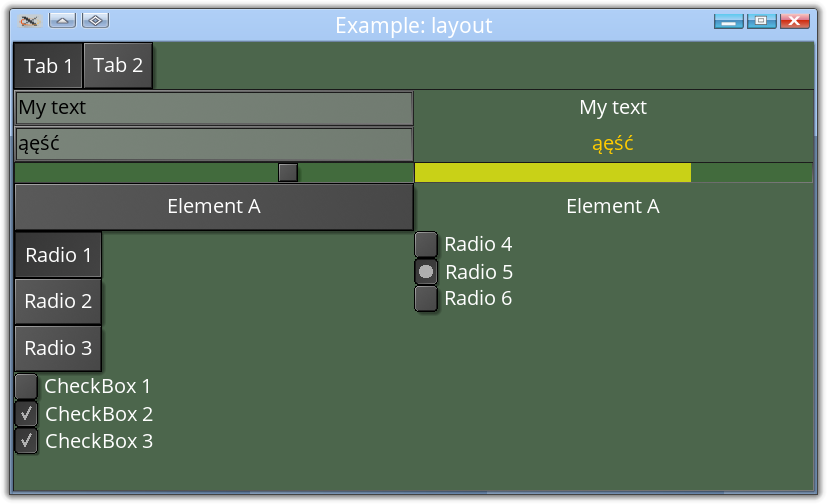 Example: layout
Tab 1 Tab 2
My text My text
ąęść ąęść
Element A Element A
Radio 1 Radio 4
Radio 5
Radio 2 Radio 6
Radio 3
CheckBox 1
CheckBox 2
CheckBox 3